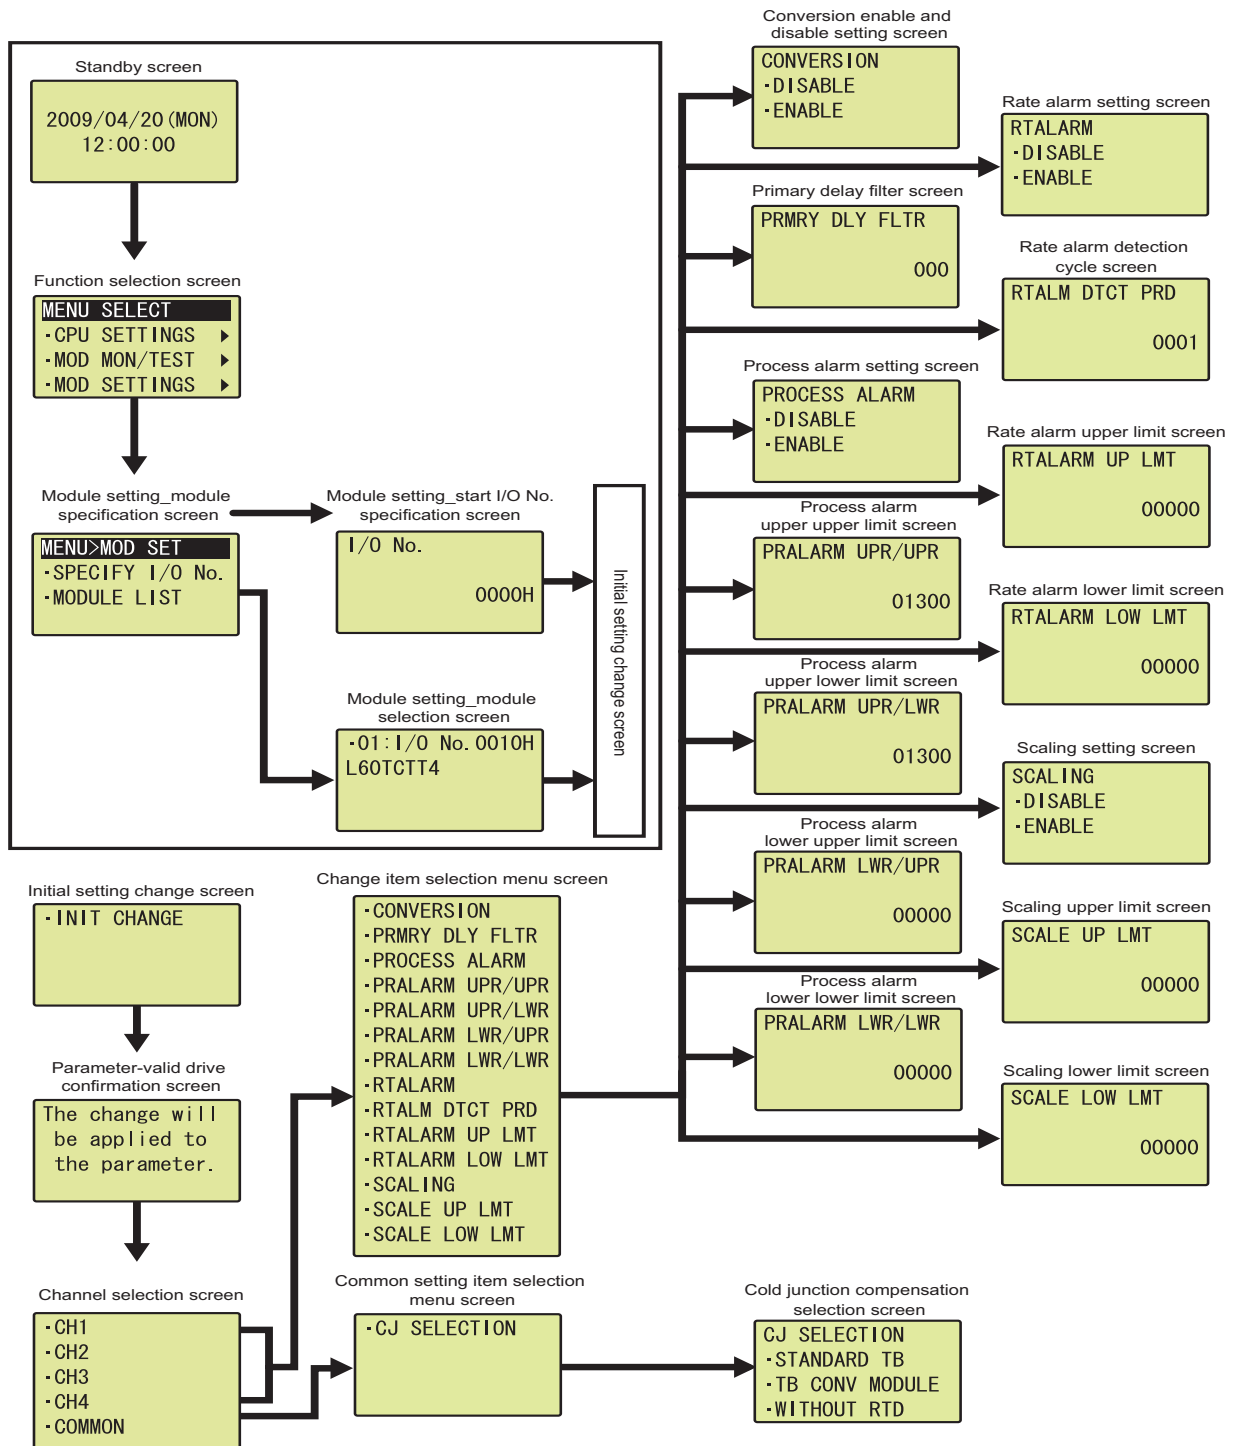 Standby screen
2009/04/20(MON)
12:00:00
Function selection screen
MENU SELECT
-CPU SETTINGS
-MOD MON/TEST
-MOD SETTINGS
Module setting_module
specification screen
MENU>MOD SET
-SPECIFY I/O No.
-MODULE LIST
Module setting_start I/O No.
specification screen
I/O No.
0000H
Module setting_module
selection screen
-01:I/O No.0010H
L60TCTT4
Initial setting change screen
Initial setting change screen
-INIT CHANGE
Parameter-valid drive
confirmation screen
The change will
be applied to
the parameter.
Channel selection screen
-CH1
-CH2
-CH3
-CH4
-COMMON
Change item selection menu screen
-CONVERSION
-PRMRY DLY FLTR
-PROCESS ALARM
-PRALARM UPR/UPR
-PRALARM UPR/LWR
-PRALARM LWR/UPR
-PRALARM LWR/LWR
-RTALARM
-RTALM DTCT PRD
-RTALARM UP LMT
-RTALARM LOW LMT
-SCALING
-SCALE UP LMT
-SCALE LOW LMT
Common setting item selection
menu screen
-CJ SELECTION
Cold junction compensation
selection screen
CJ SELECTION
-STANDARD TB
-TB CONV MODULE
-WITHOUT RTD
Conversion enable and
disable setting screen
CONVERSION
-DISABLE
-ENABLE
Primary delay filter screen
PRMRY DLY FLTR
000
Process alarm setting screen
PROCESS ALARM
-DISABLE
-ENABLE
Process alarm
upper upper limit screen
PRALARM UPR/UPR
01300
Process alarm
upper lower limit screen
PRALARM UPR/LWR
01300
Process alarm
lower upper limit screen
PRALARM LWR/UPR
00000
Process alarm
lower lower limit screen
PRALARM LWR/LWR
00000
Rate alarm setting screen
RTALARM
-DISABLE
-ENABLE
Rate alarm detection
cycle screen
RTALM DTCT PRD
0001
Rate alarm upper limit screen
RTALARM UP LMT
00000
Rate alarm lower limit screen
RTALARM LOW LMT
00000
Scaling setting screen
SCALING
-DISABLE
-ENABLE
Scaling upper limit screen
SCALE UP LMT
00000
Scaling lower limit screen
SCALE LOW LMT
00000